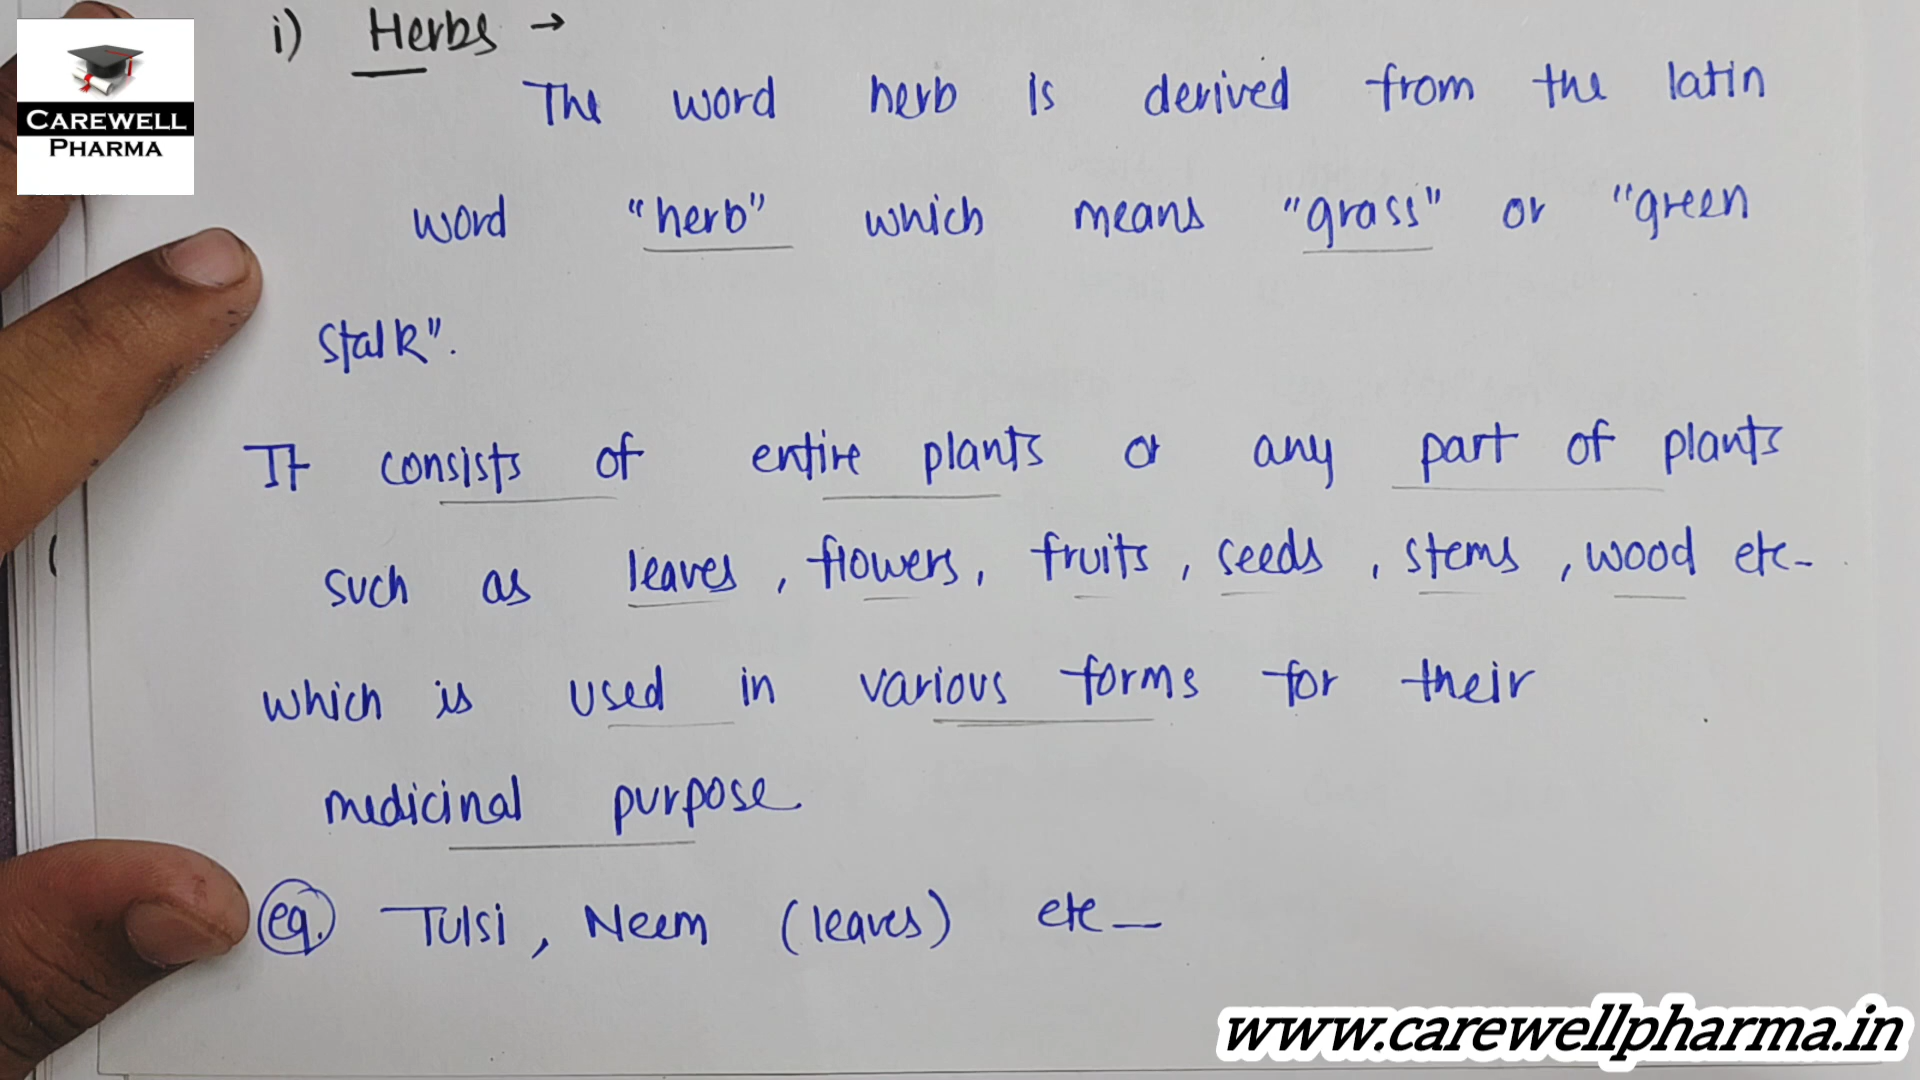 CAREWELL
PHARMA
i) Herbs →
The word herb is derived from the latin
word "herb" which means "grass" or "green
stalk".
It consists of entire plants or any part of plants
such as leaves, flowers, fruits, seeds, stems, wood etc-
which is used in various forms for their
medicinal purpose
eg. Tulsi, Neem (leaves) etc—
www.carewellpharma.in